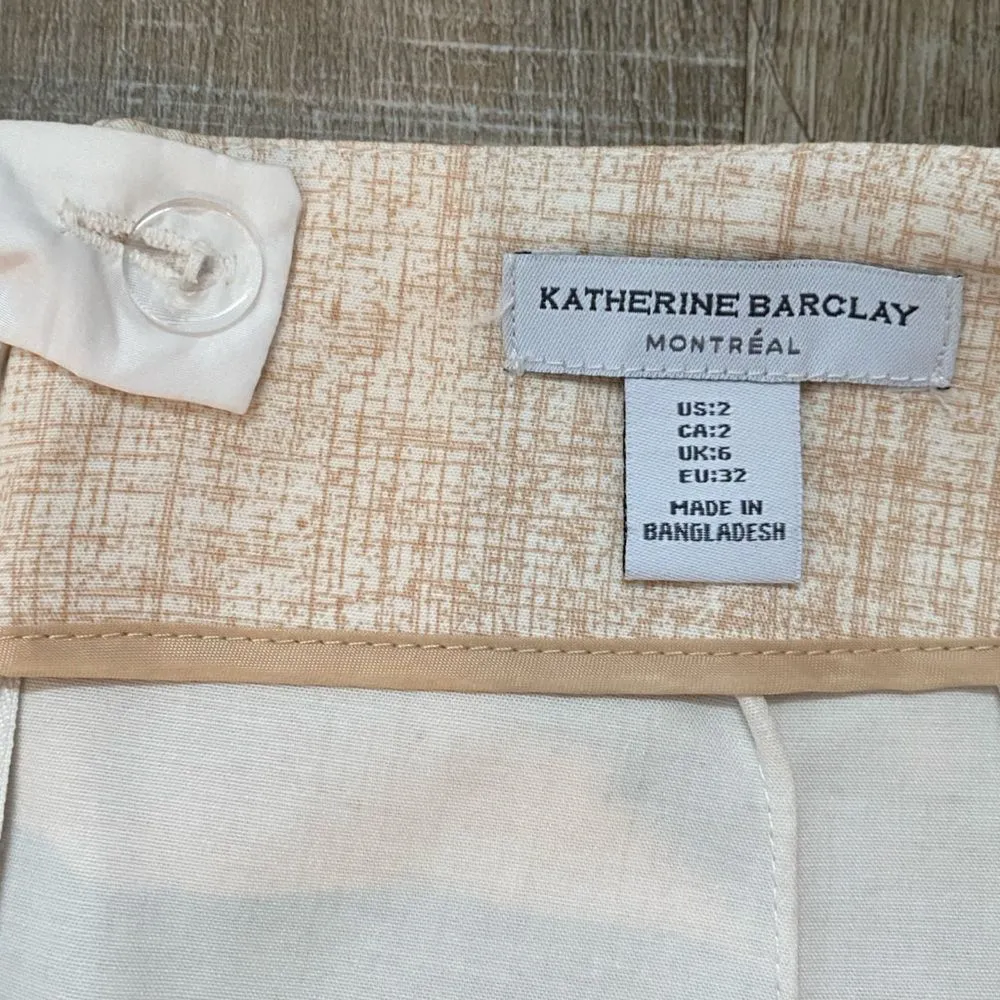 KATHERINE BARCLAY
MONTRÉAL
US:2
CA:2
UK:6
EU:32
MADE IN
BANGLADESH